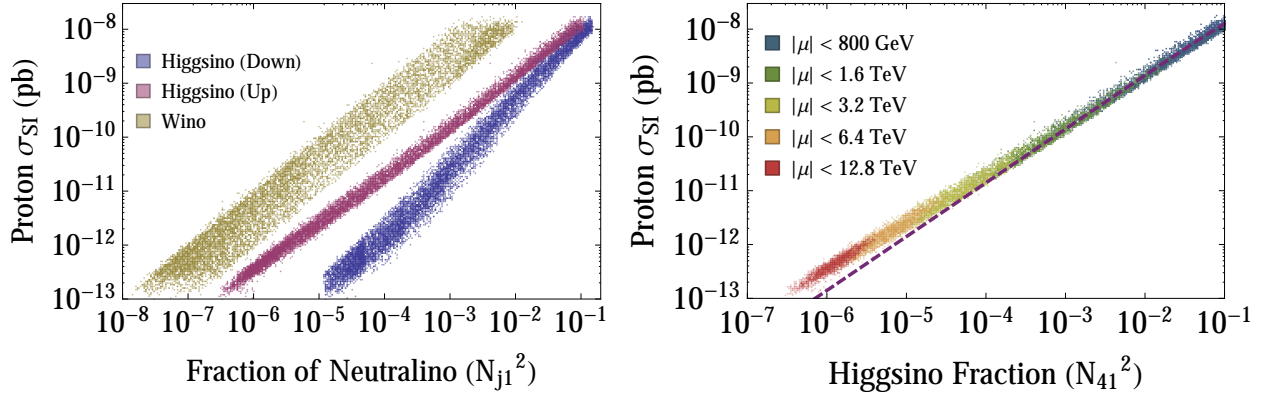 Proton σSI (pb)
10⁻⁸
10⁻⁹
10⁻¹⁰
10⁻¹¹
10⁻¹²
10⁻¹³
Higgsino (Down)
Higgsino (Up)
Wino
10⁻⁸ 10⁻⁷ 10⁻⁶ 10⁻⁵ 10⁻⁴ 10⁻³ 10⁻² 10⁻¹
Fraction of Neutralino (Nj1²)
Proton σSI (pb)
10⁻⁸
10⁻⁹
10⁻¹⁰
10⁻¹¹
10⁻¹²
10⁻¹³
|μ| < 800 GeV
|μ| < 1.6 TeV
|μ| < 3.2 TeV
|μ| < 6.4 TeV
|μ| < 12.8 TeV
10⁻⁷ 10⁻⁶ 10⁻⁵ 10⁻⁴ 10⁻³ 10⁻² 10⁻¹
Higgsino Fraction (N41²)